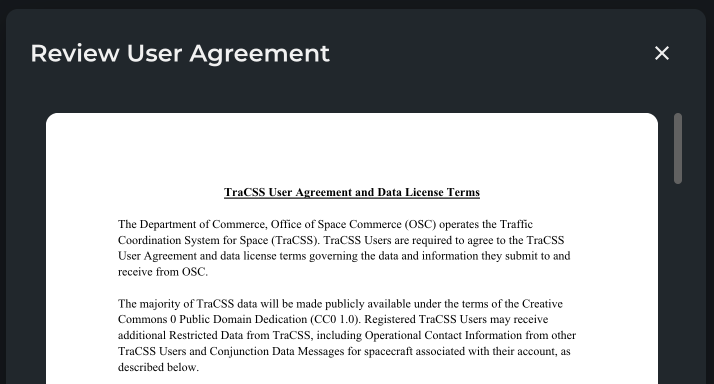 Review User Agreement
TraCSS User Agreement and Data License Terms
The Department of Commerce, Office of Space Commerce (OSC) operates the Traffic
Coordination System for Space (TraCSS). TraCSS Users are required to agree to the TraCSS
User Agreement and data license terms governing the data and information they submit to and
receive from OSC.
The majority of TraCSS data will be made publicly available under the terms of the Creative
Commons 0 Public Domain Dedication (CC0 1.0). Registered TraCSS Users may receive
additional Restricted Data from TraCSS, including Operational Contact Information from other
TraCSS Users and Conjunction Data Messages for spacecraft associated with their account, as
described below.